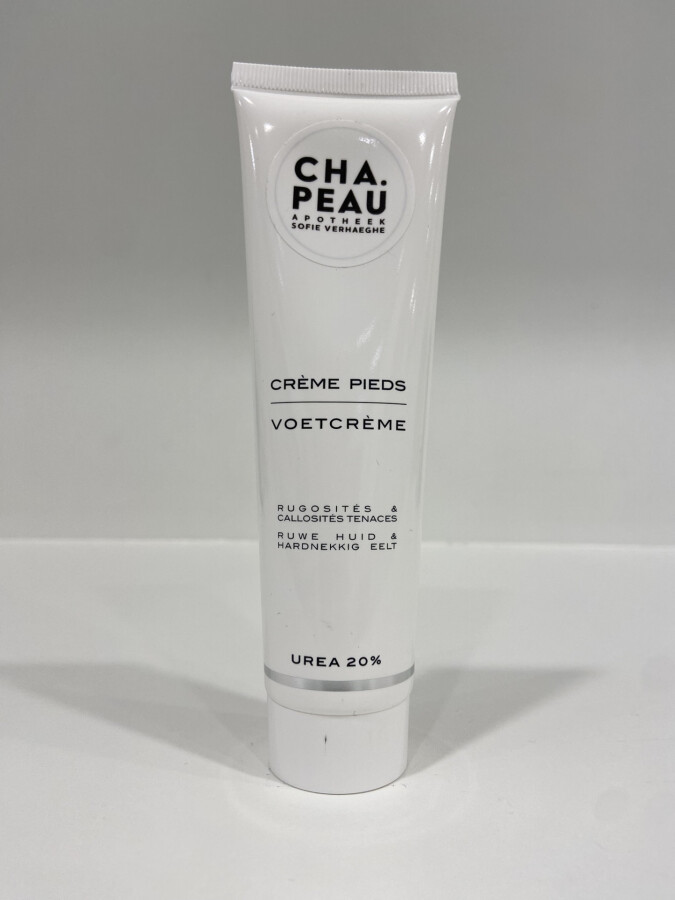 CHA.
PEAU
APOTHEEK
SOFIE VERHAEGHE
CRÈME PIEDS
VOETCRÈME
RUGOSITÉS &
CALLOSITÉS TENACES
RUWE HUID &
HARDNEKKIG EELT
UREA 20%